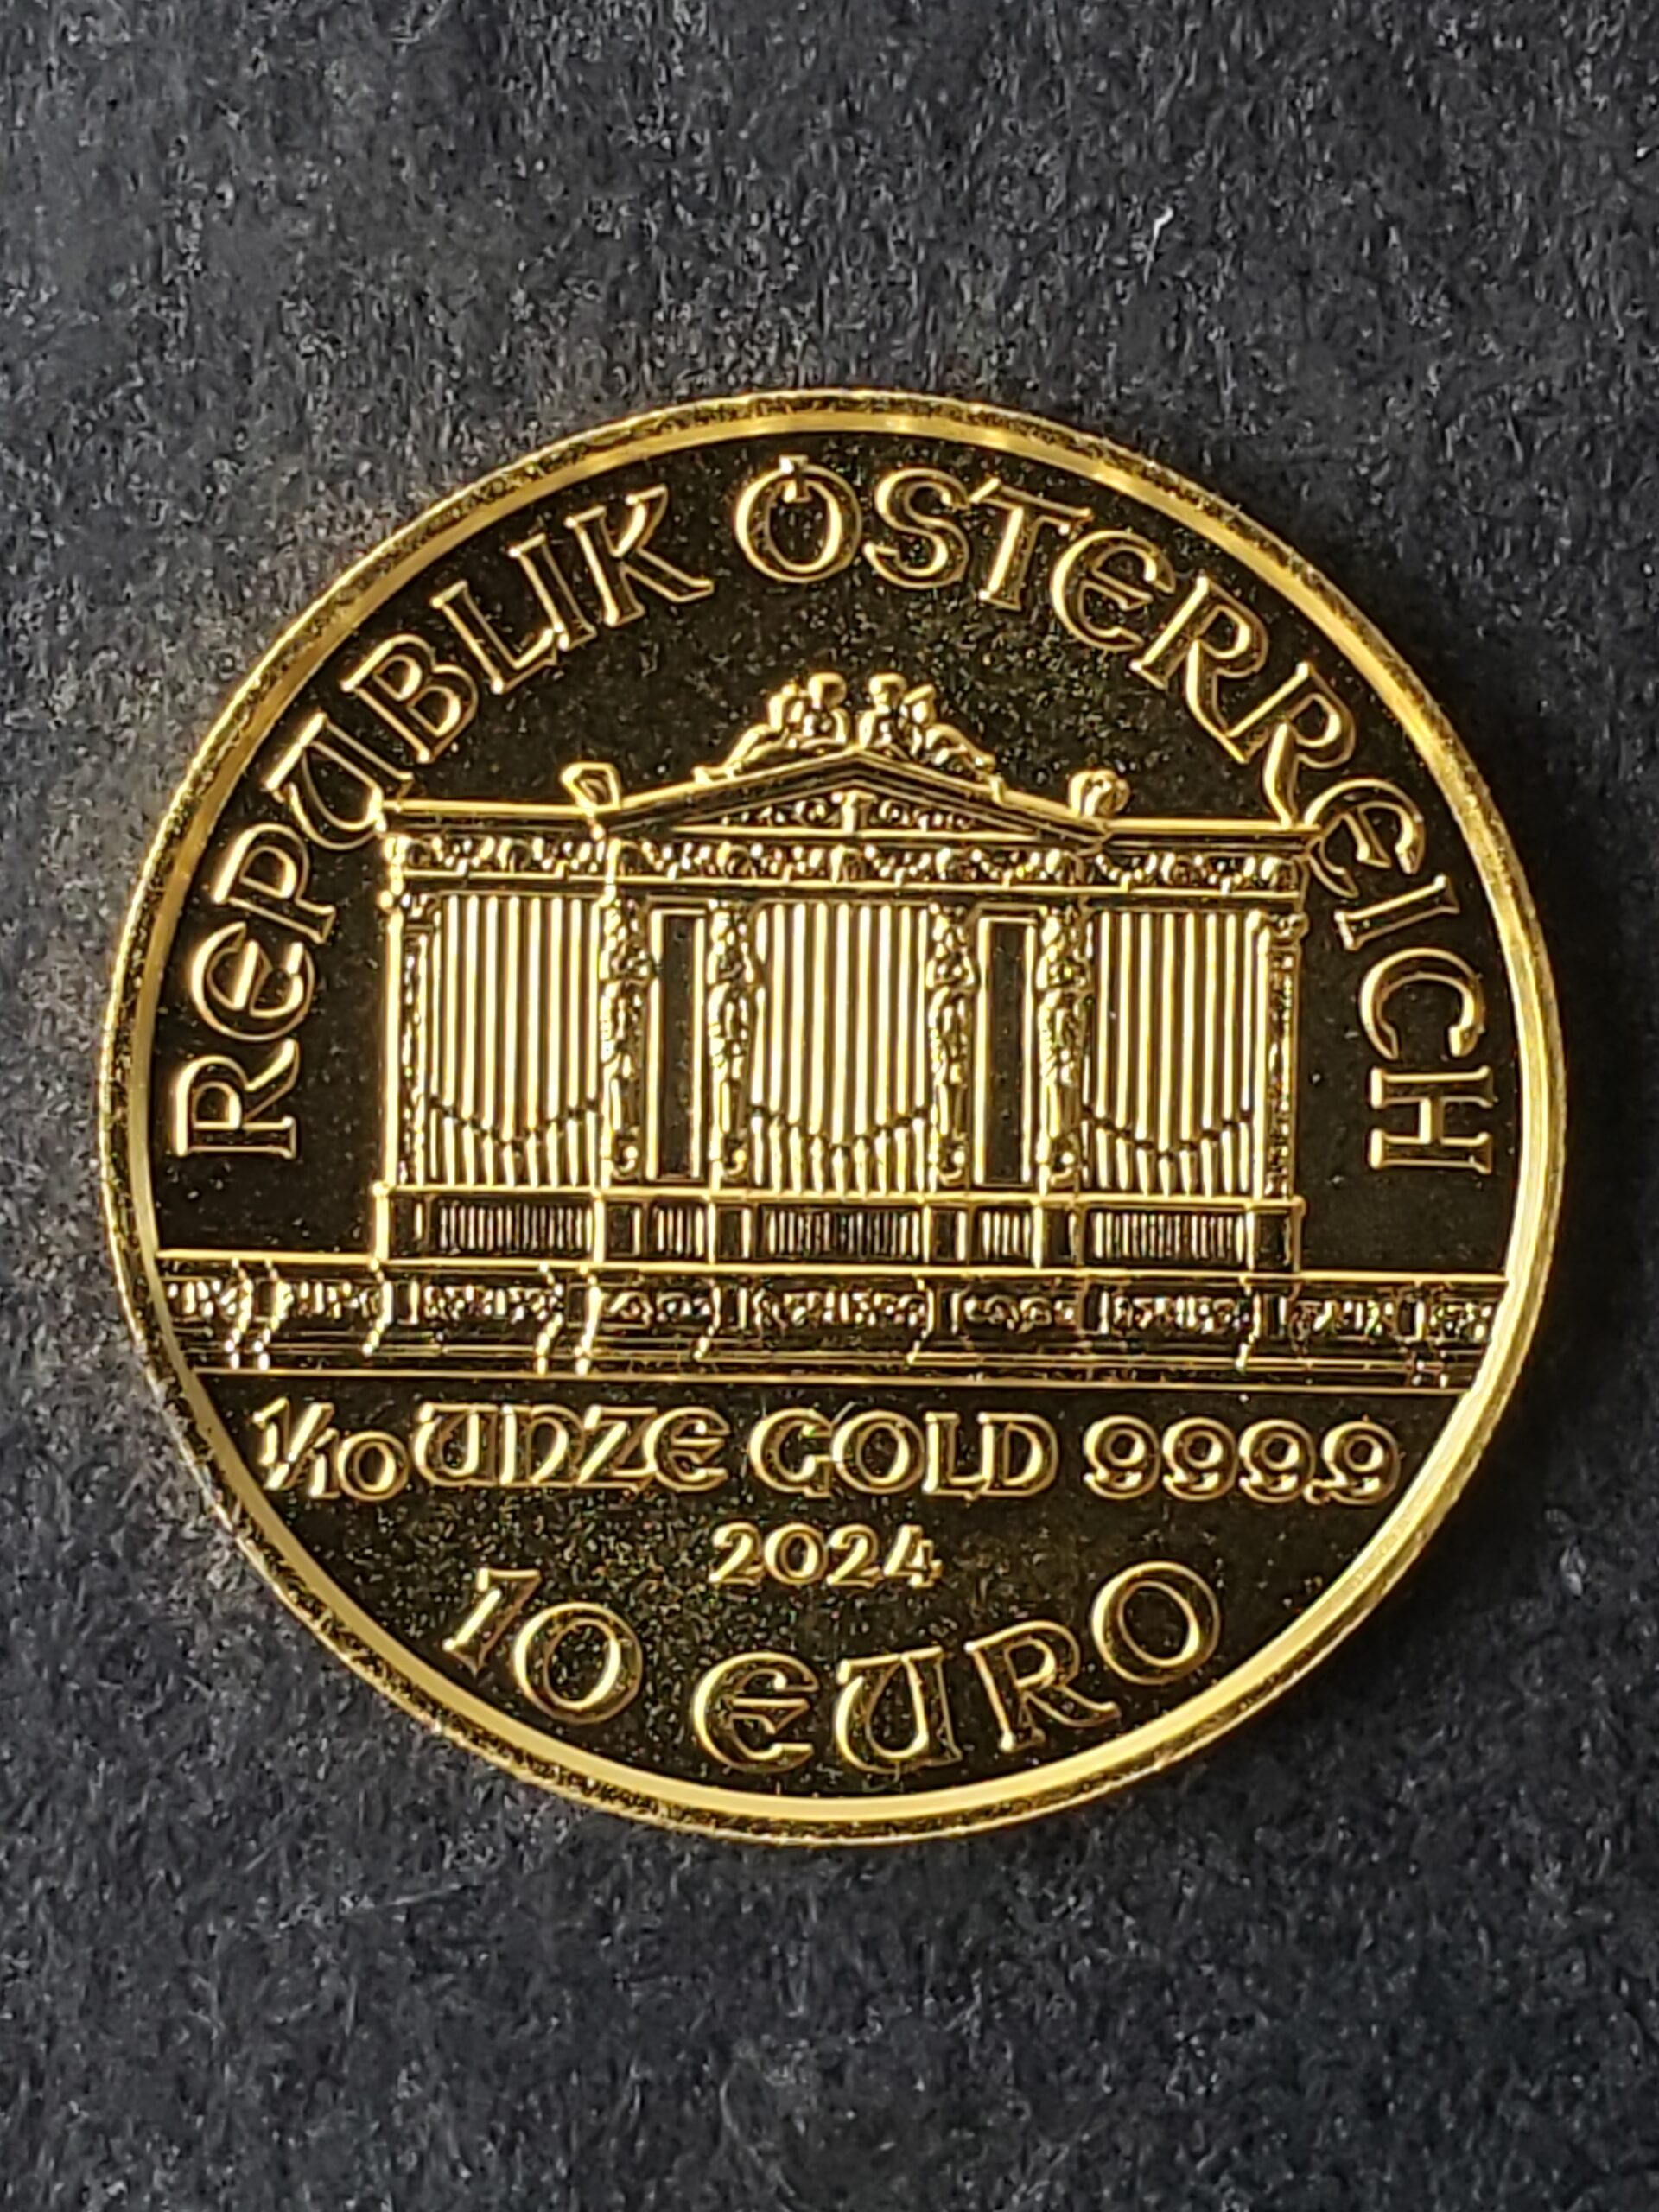 REPUBLIK ÖSTERREICH
1/10 UNZE GOLD 999.9
2024
10 EURO